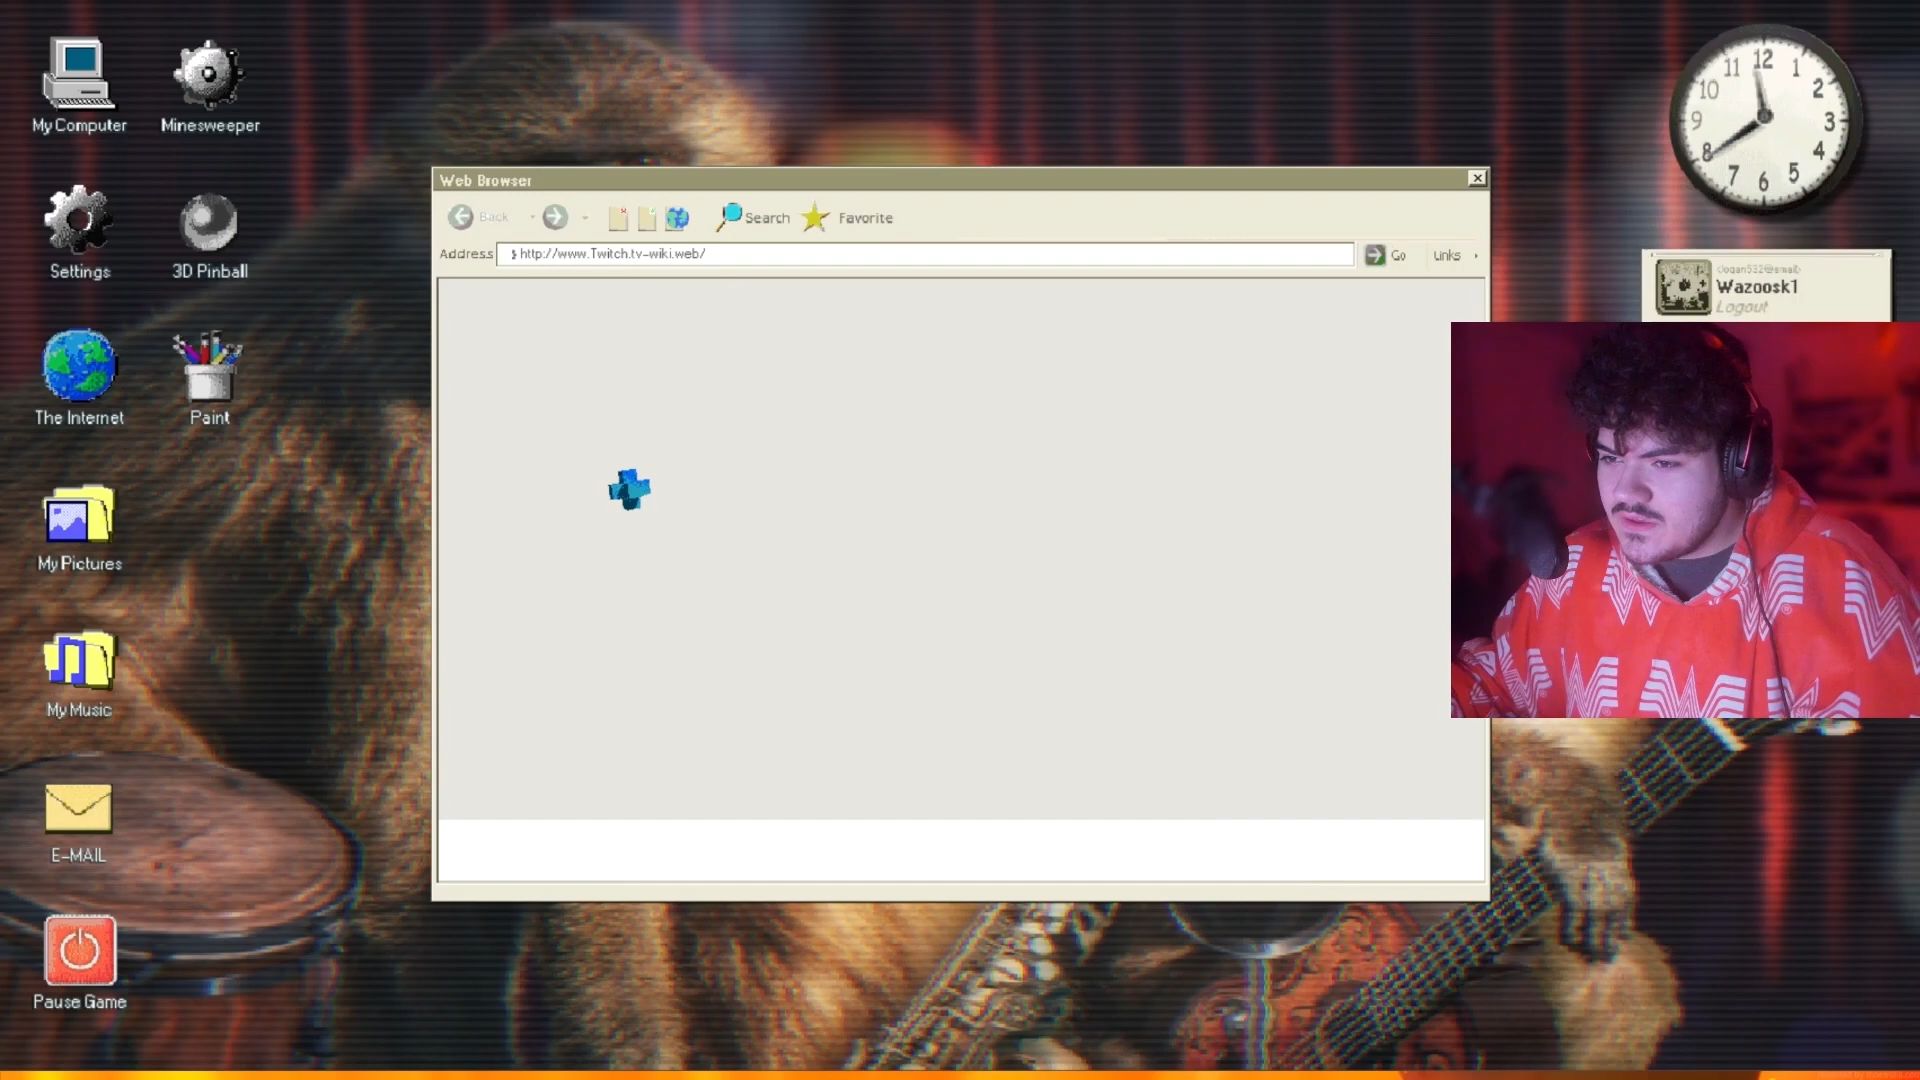 My Computer
Minesweeper
Settings
3D Pinball
The Internet
Paint
My Pictures
My Music
E-MAIL
Pause Game
Web Browser
Back
Search
Favorite
Address
http://www.Twitch.tv-wiki.web/
Go
Links
12
1
2
3
4
5
6
7
8
9
10
11
Wazoosk1
Logout